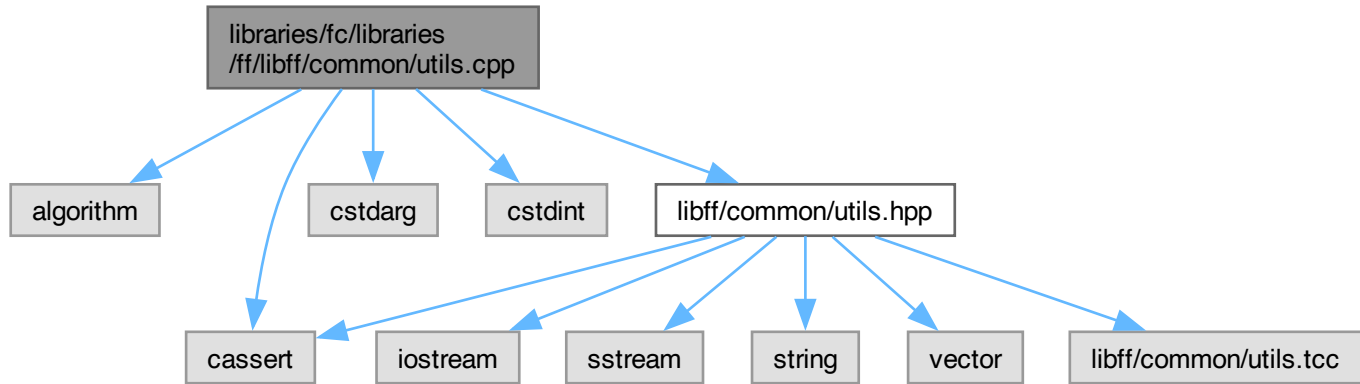 libraries/fc/libraries
/ff/libff/common/utils.cpp
algorithm
cstdarg
cstdint
libff/common/utils.hpp
cassert
iostream
sstream
string
vector
libff/common/utils.tcc